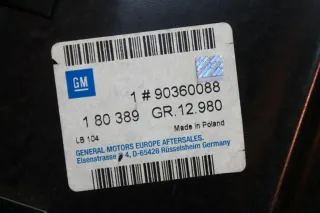 GM
1 # 90360088
1 80 389 GR.12.980
LB 104
Made in Poland
GENERAL MOTORS EUROPE AFTERSALES.
Eisenstrasse 4, D-65428 Rüsselsheim Germany